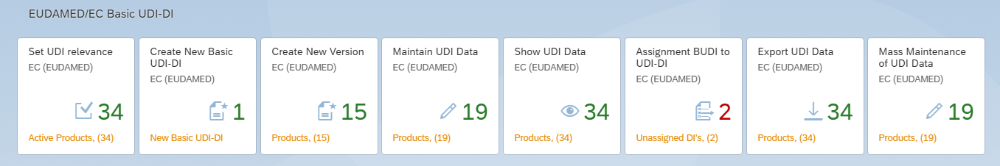 EUDAMED/EC Basic UDI-DI
Set UDI relevance
EC (EUDAMED)
34
Active Products, (34)
Create New Basic
UDI-DI
EC (EUDAMED)
1
New Basic UDI-DI
Create New Version
EC (EUDAMED)
15
Products, (15)
Maintain UDI Data
EC (EUDAMED)
19
Products, (19)
Show UDI Data
EC (EUDAMED)
34
Products, (34)
Assignment BUDI to
UDI-DI
EC (EUDAMED)
2
Unassigned DI's, (2)
Export UDI Data
EC (EUDAMED)
34
Products, (34)
Mass Maintenance
of UDI Data
EC (EUDAMED)
19
Products, (19)